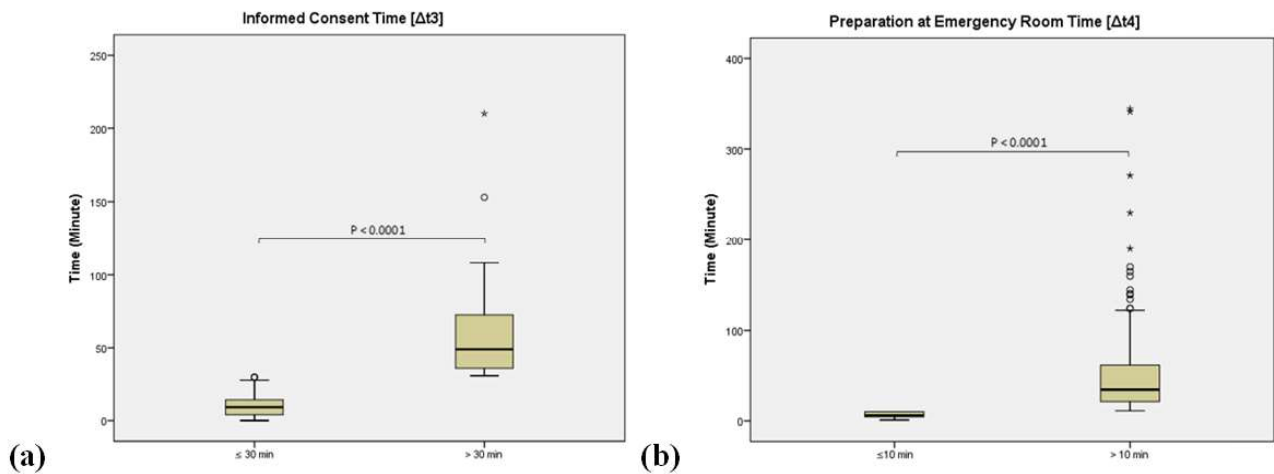 Informed Consent Time [Δt3]
250
200
150
100
50
0
Time (Minute)
P < 0.0001
≤ 30 min
> 30 min
(a)
Preparation at Emergency Room Time [Δt4]
400
300
200
100
0
Time (Minute)
P < 0.0001
≤10 min
> 10 min
(b)